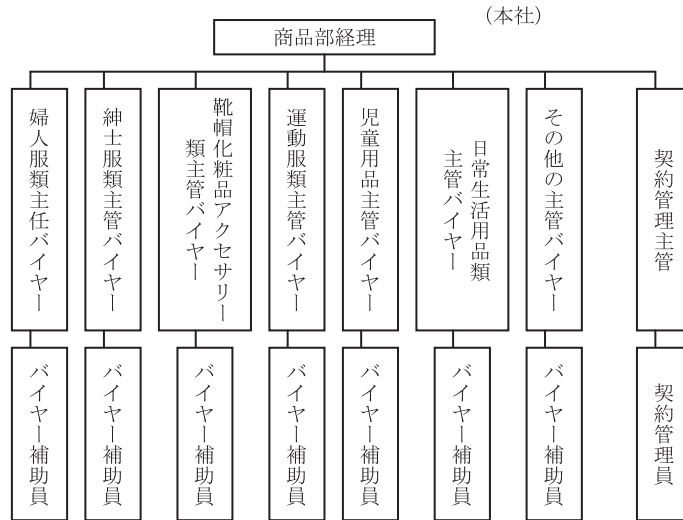 （本社）
商品部経理
婦人服類主任バイヤー
紳士服類主管バイヤー
靴帽化粧品アクセサリー
類主管バイヤー
運動服類主管バイヤー
児童用品主管バイヤー
日常生活用品類
主管バイヤー
その他の主管バイヤー
契約管理主管
バイヤー補助員
バイヤー補助員
バイヤー補助員
バイヤー補助員
バイヤー補助員
バイヤー補助員
バイヤー補助員
契約管理員